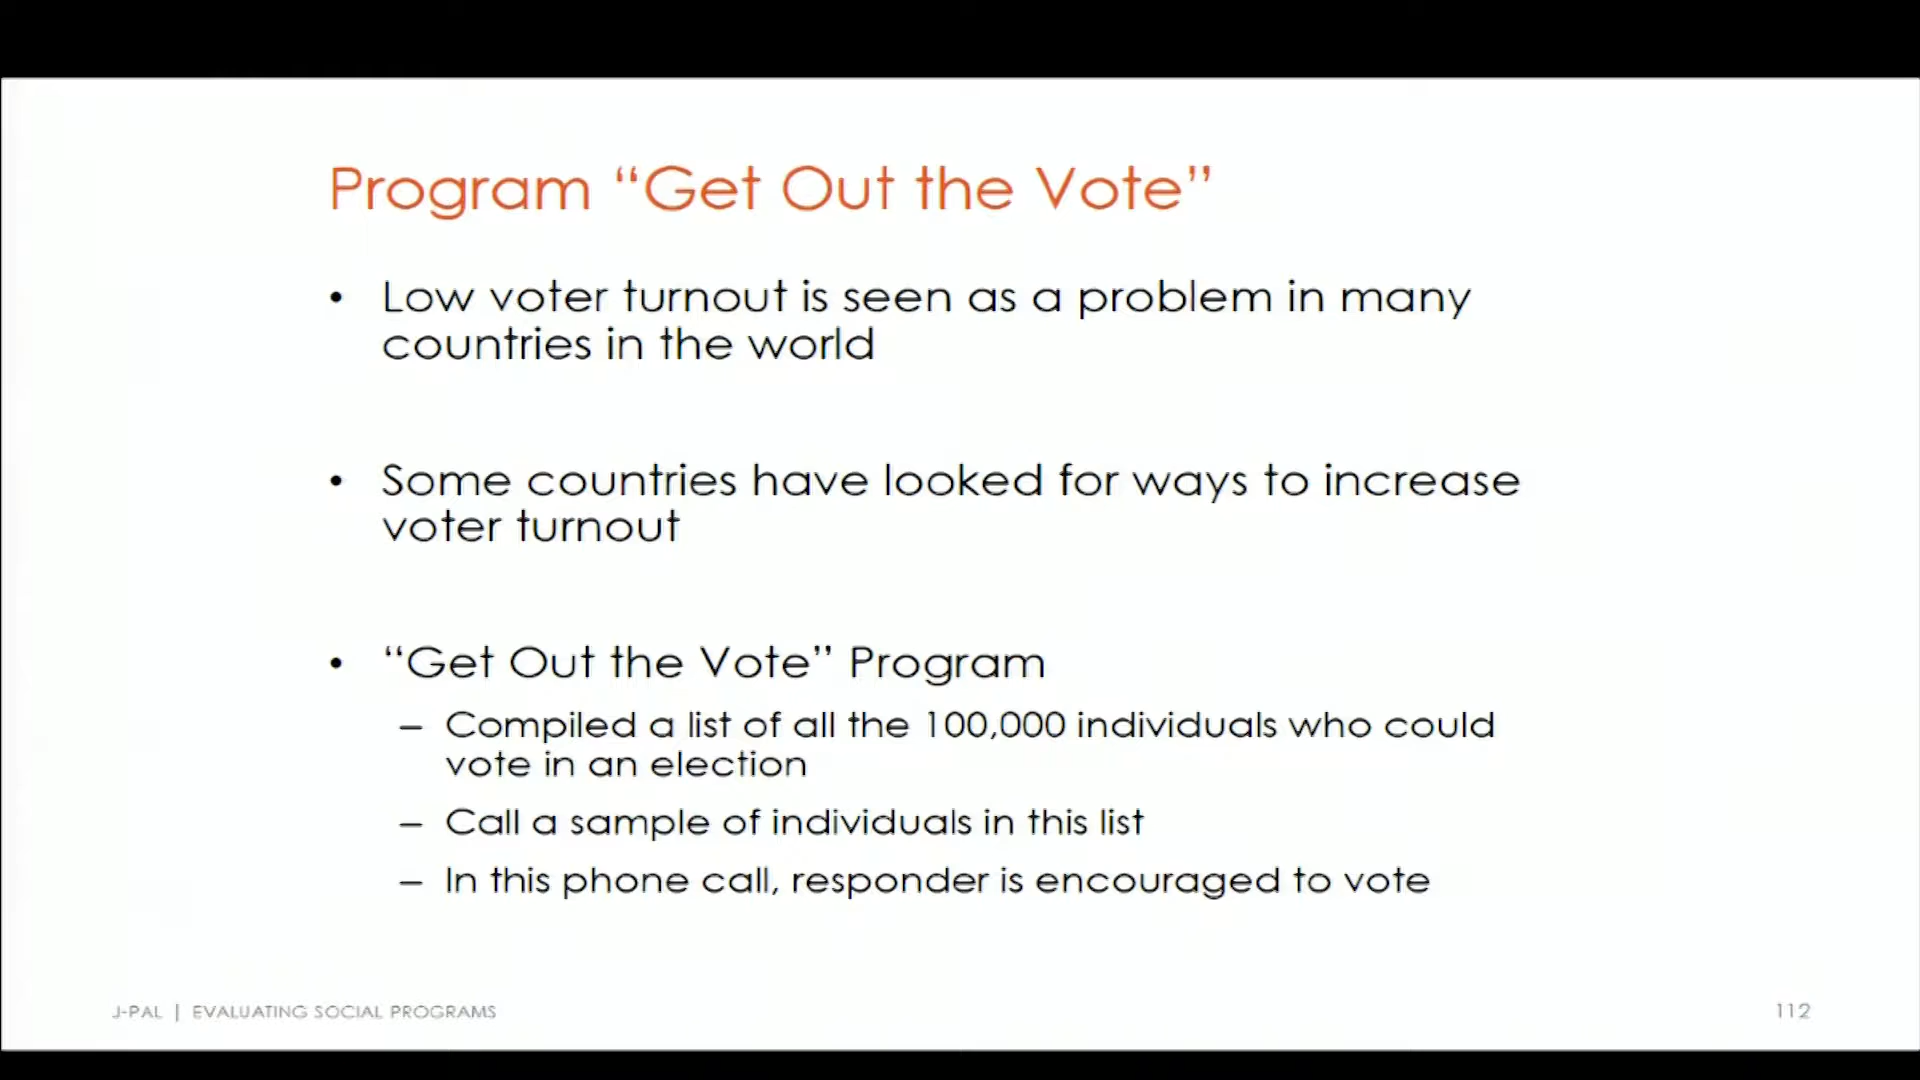 Program “Get Out the Vote”
• Low voter turnout is seen as a problem in many
countries in the world
• Some countries have looked for ways to increase
voter turnout
• “Get Out the Vote” Program
– Compiled a list of all the 100,000 individuals who could
vote in an election
– Call a sample of individuals in this list
– In this phone call, responder is encouraged to vote
J-PAL | EVALUATING SOCIAL PROGRAMS
112